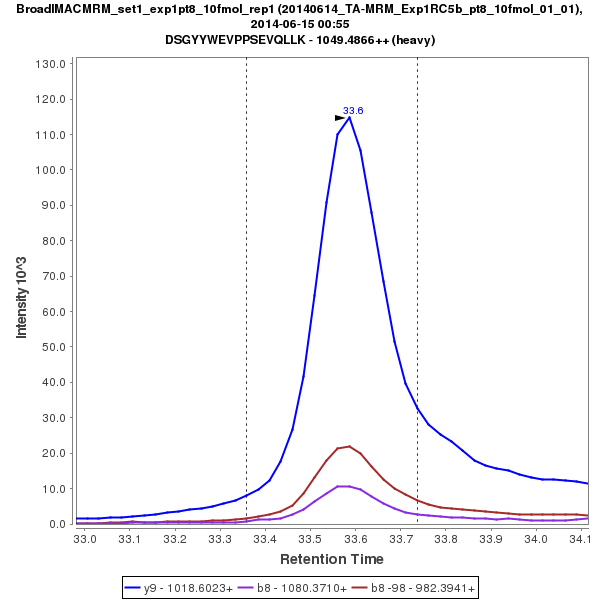 BroadIMACMRM_set1_exp1pt8_10fmol_rep1 (20140614_TA-MRM_Exp1RC5b_pt8_10fmol_01_01),
2014-06-15 00:55
DSGYYWEVPPSEVQLLK - 1049.4866++ (heavy)
130.0
120.0
110.0
100.0
90.0
80.0
70.0
60.0
50.0
40.0
30.0
20.0
10.0
0.0
Intensity 10^3
33.6
33.0 33.1 33.2 33.3 33.4 33.5 33.6 33.7 33.8 33.9 34.0 34.1
Retention Time
y9 - 1018.6023+ b8 - 1080.3710+ b8 -98 - 982.3941+